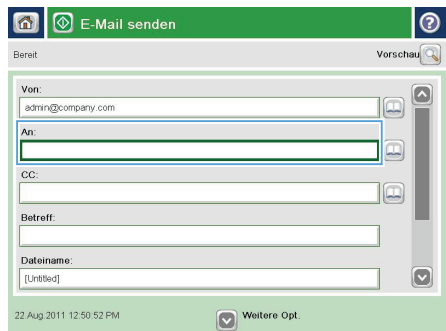 E-Mail senden
Bereit
Vorschau
Von:
admin@company.com
An:
CC:
Betreff:
Dateiname:
[Untitled]
22.Aug.2011 12:50:52 PM
Weitere Opt.